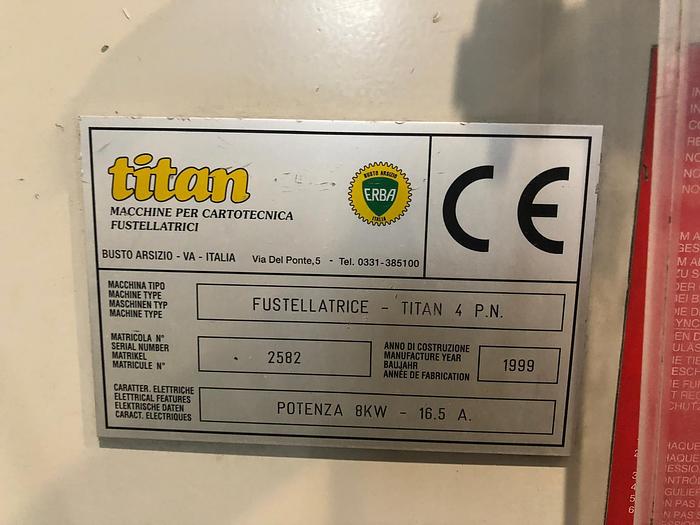 titan
MACCHINE PER CARTOTECNICA
FUSTELLATRICI
BUSTO ARSIZIO
ERBA
ITALIA
CE
BUSTO ARSIZIO - VA - ITALIA Via Del Ponte,5 - Tel. 0331-385100
MACCHINA TIPO
MACHINE TYPE
MASCHINEN TYP
MACHINE TYPE
FUSTELLATRICE - TITAN 4 P.N.
MATRICOLA N°
SERIAL NUMBER
MATRIKEL
MATRICULE N°
2582
ANNO DI COSTRUZIONE
MANUFACTURE YEAR
BAUJAHR
ANNÉE DE FABRICATION
1999
CARATTER. ELETTRICHE
ELECTRICAL FEATURES
ELEKTRISCHE DATEN
CARACT. ELECTRIQUES
POTENZA 8KW - 16.5 A.